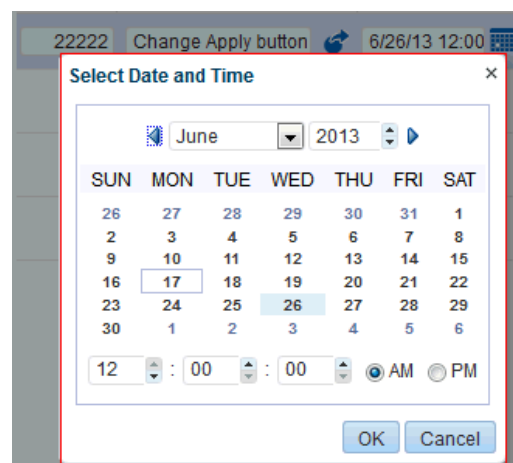 22222 Change Apply button 6/26/13 12:00
Select Date and Time ×
June 2013
SUN MON TUE WED THU FRI SAT
26 27 28 29 30 31 1
2 3 4 5 6 7 8
9 10 11 12 13 14 15
16 17 18 19 20 21 22
23 24 25 26 27 28 29
30 1 2 3 4 5 6
12 : 00 : 00 AM PM
OK Cancel